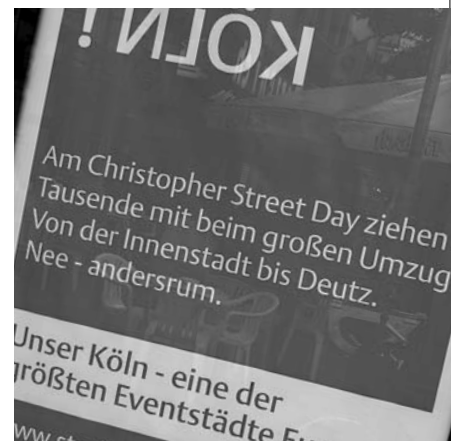 KÖLN!
Am Christopher Street Day ziehen
Tausende mit beim großen Umzug
Von der Innenstadt bis Deutz.
Nee - andersrum.
Unser Köln - eine der
größten Eventstädte